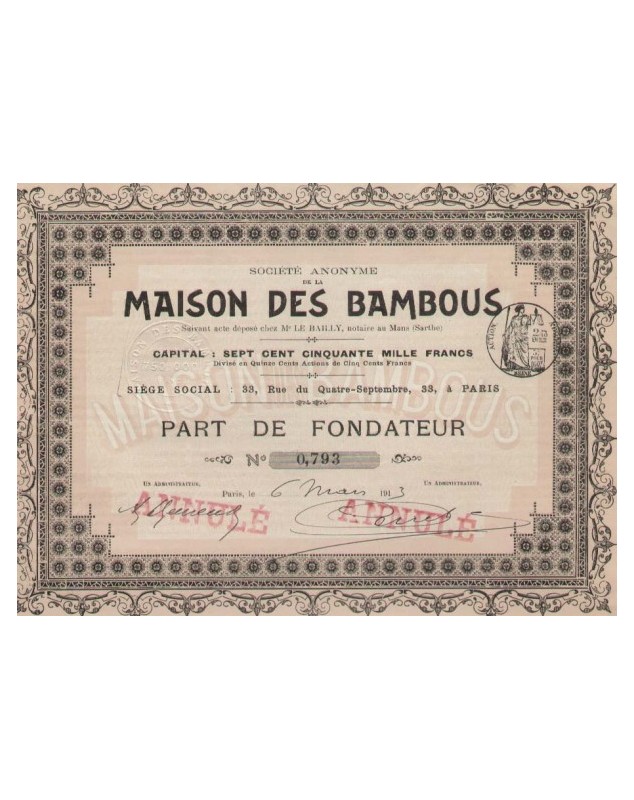 SOCIÉTÉ ANONYME
DE LA
MAISON DES BAMBOUS
Suivant acte déposé chez Me LE BAILLY, notaire au Mans (Sarthe)
CAPITAL : SEPT CENT CINQUANTE MILLE FRANCS
Divisé en Quinze Cents Actions de Cinq Cents Francs
SIÈGE SOCIAL : 33, Rue du Quatre-Septembre, 33, à PARIS
MAISON BAMBOUS
PART DE FONDATEUR
No 0,793
UN ADMINISTRATEUR,
UN ADMINISTRATEUR,
Paris, le 6 Mars 1913
ANNULÉ
ANNULÉ
ACTION